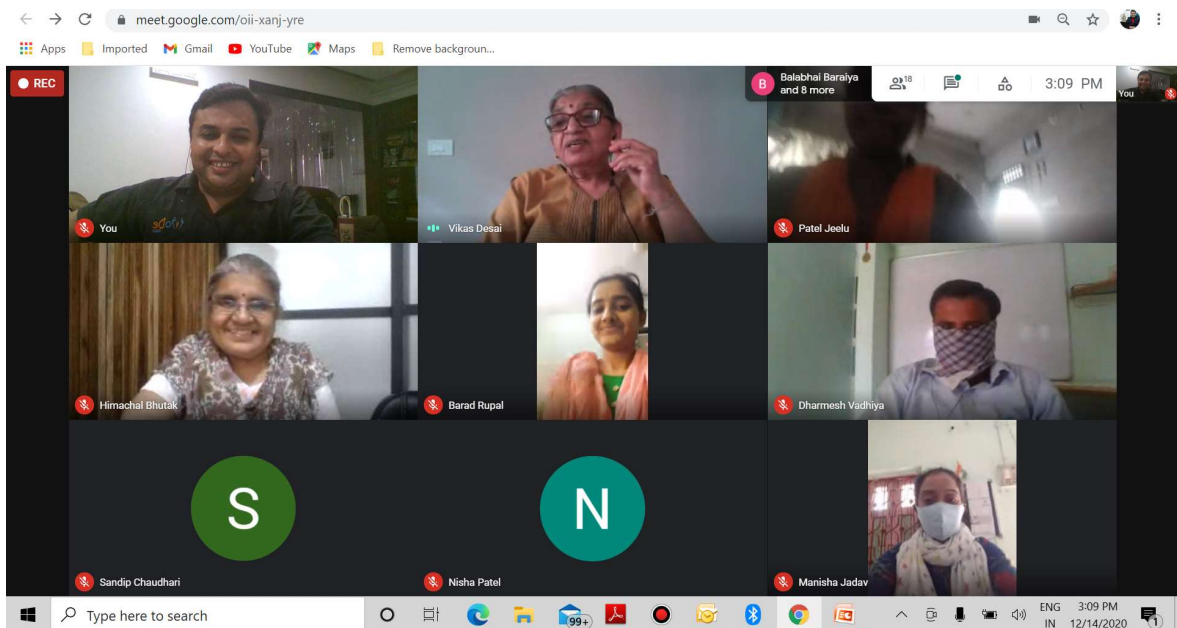 meet.google.com/oii-xanj-yre
Apps Imported Gmail YouTube Maps Remove backgroun...
REC
B Balabhai Baraiya
and 8 more
18
3:09 PM
You
You
Vikas Desai
Patel Jeelu
Himachal Bhutak
Barad Rupal
Dharmesh Vadhiya
S
Sandip Chaudhari
N
Nisha Patel
Manisha Jadav
Type here to search
99+
ENG
IN
3:09 PM
12/14/2020
1